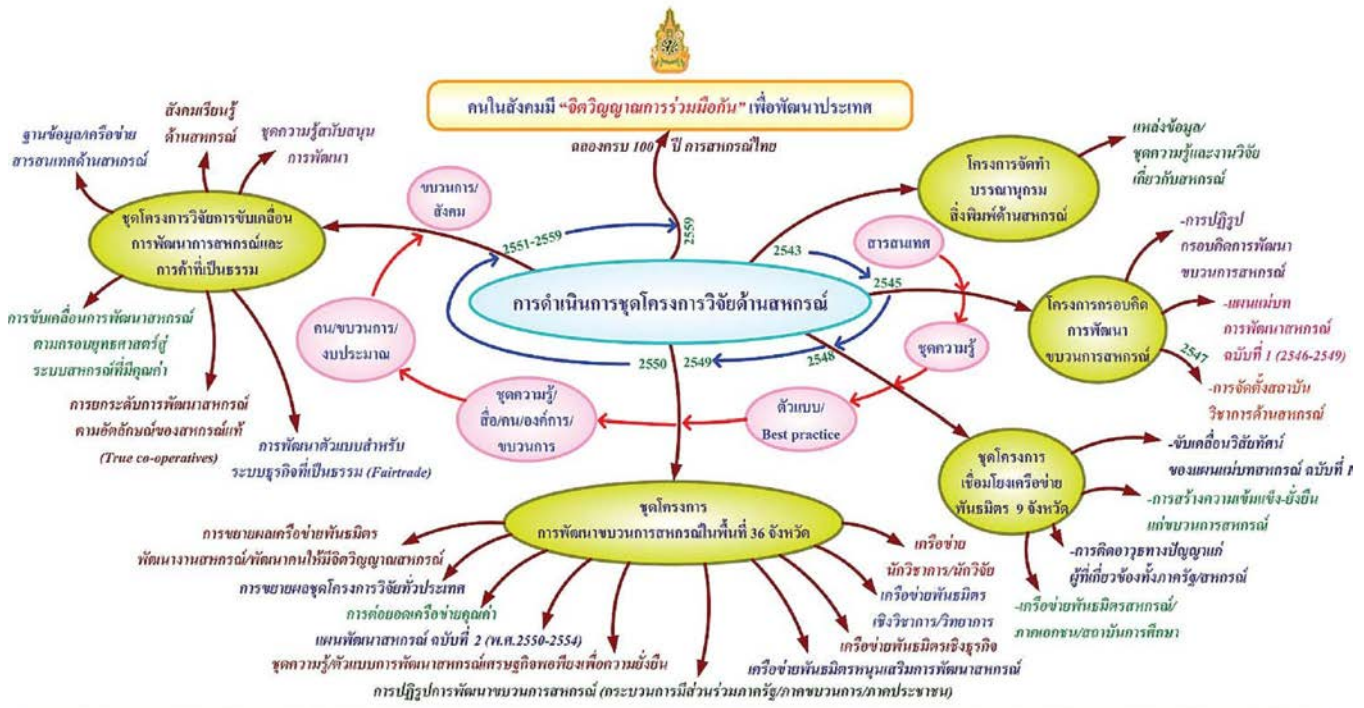 คนในสังคมมี “จิตวิญญาณการร่วมมือกัน” เพื่อพัฒนาประเทศ
ฉลองครบ 100 ปี การสหกรณ์ไทย
ฐานข้อมูล/เครือข่าย
สารสนเทศด้านสหกรณ์
สังคมเรียนรู้
ด้านสหกรณ์
ชุดความรู้สนับสนุน
การพัฒนา
ชุดโครงการวิจัยการขับเคลื่อน
การพัฒนาการสหกรณ์และ
การค้าที่เป็นธรรม
การขับเคลื่อนการพัฒนาสหกรณ์
ตามกรอบยุทธศาสตร์สู่
ระบบสหกรณ์ที่มีคุณค่า
การยกระดับการพัฒนาสหกรณ์
ตามอัตลักษณ์ของสหกรณ์แท้
(True co-operatives)
การพัฒนาตัวแบบสำหรับ
ระบบธุรกิจที่เป็นธรรม (Fairtrade)
ขบวนการ/
สังคม
2551-2559
2559
2543
2545
สารสนเทศ
การดำเนินการชุดโครงการวิจัยด้านสหกรณ์
คน/ขบวนการ/
งบประมาณ
2550
2549
2548
ชุดความรู้
ชุดความรู้/
สื่อ/คน/องค์การ/
ขบวนการ
ตัวแบบ/
Best practice
โครงการจัดทำ
บรรณานุกรม
สิ่งพิมพ์ด้านสหกรณ์
แหล่งข้อมูล/
ชุดความรู้และงานวิจัย
เกี่ยวกับสหกรณ์
โครงการกรอบคิด
การพัฒนา
ขบวนการสหกรณ์
-การปฏิรูป
กรอบคิดการพัฒนา
ขบวนการสหกรณ์
-แผนแม่บท
การพัฒนาสหกรณ์
ฉบับที่ 1 (2546-2549)
2547
-การจัดตั้งสถาบัน
วิชาการด้านสหกรณ์
ชุดโครงการ
เชื่อมโยงเครือข่าย
พันธมิตร 9 จังหวัด
-ขับเคลื่อนวิสัยทัศน์
ของแผนแม่บทสหกรณ์ ฉบับที่
-การสร้างความเข้มแข็ง-ยั่งยืน
แก่ขบวนการสหกรณ์
-การติดอาวุธทางปัญญาแก่
ผู้ที่เกี่ยวข้องทั้งภาครัฐ/สหกรณ์
-เครือข่ายพันธมิตรสหกรณ์/
ภาคเอกชน/สถาบันการศึกษา
ชุดโครงการ
การพัฒนาขบวนการสหกรณ์ในพื้นที่ 36 จังหวัด
การขยายผลเครือข่ายพันธมิตร
พัฒนางานสหกรณ์/พัฒนาคนให้มีจิตวิญญาณสหกรณ์
การขยายผลชุดโครงการวิจัยทั่วประเทศ
การต่อยอดเครือข่ายคุณค่า
แผนพัฒนาสหกรณ์ ฉบับที่ 2 (พ.ศ.2550-2554)
ชุดความรู้/ตัวแบบการพัฒนาสหกรณ์เศรษฐกิจพอเพียงเพื่อความยั่งยืน
การปฏิรูปการพัฒนาขบวนการสหกรณ์ (กระบวนการมีส่วนร่วมภาครัฐ/ภาคขบวนการ/ภาคประชาชน)
เครือข่าย
นักวิชาการ/นักวิจัย
เครือข่ายพันธมิตร
เชิงวิชาการ/วิทยาการ
เครือข่ายพันธมิตรเชิงธุรกิจ
เครือข่ายพันธมิตรหนุนเสริมการพัฒนาสหกรณ์